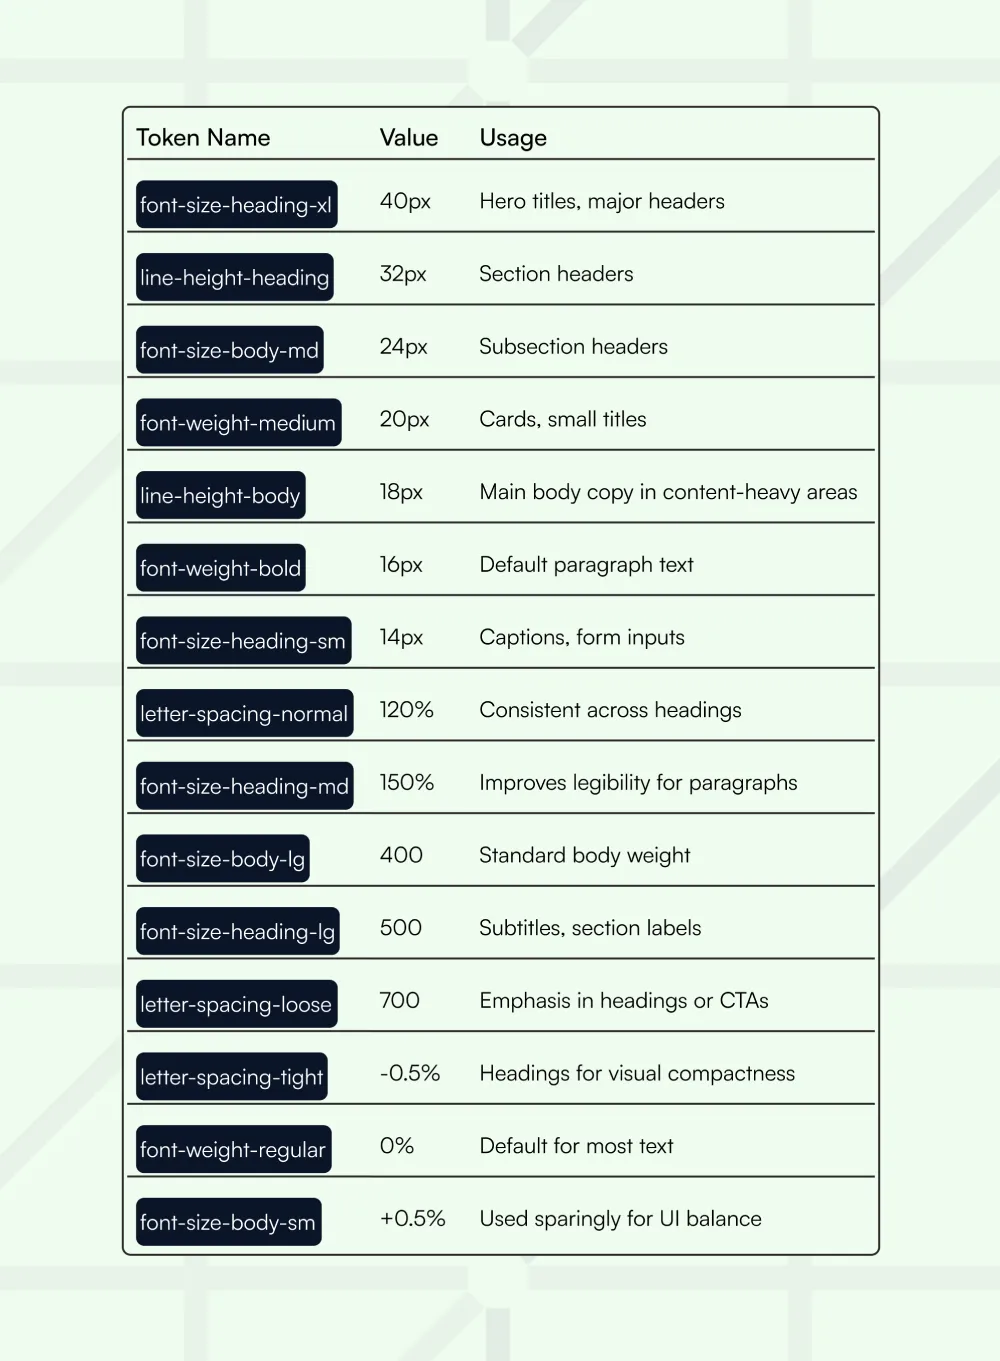 Token Name Value Usage
font-size-heading-xl 40px Hero titles, major headers
line-height-heading 32px Section headers
font-size-body-md 24px Subsection headers
font-weight-medium 20px Cards, small titles
line-height-body 18px Main body copy in content-heavy areas
font-weight-bold 16px Default paragraph text
font-size-heading-sm 14px Captions, form inputs
letter-spacing-normal 120% Consistent across headings
font-size-heading-md 150% Improves legibility for paragraphs
font-size-body-lg 400 Standard body weight
font-size-heading-lg 500 Subtitles, section labels
letter-spacing-loose 700 Emphasis in headings or CTAs
letter-spacing-tight -0.5% Headings for visual compactness
font-weight-regular 0% Default for most text
font-size-body-sm +0.5% Used sparingly for UI balance